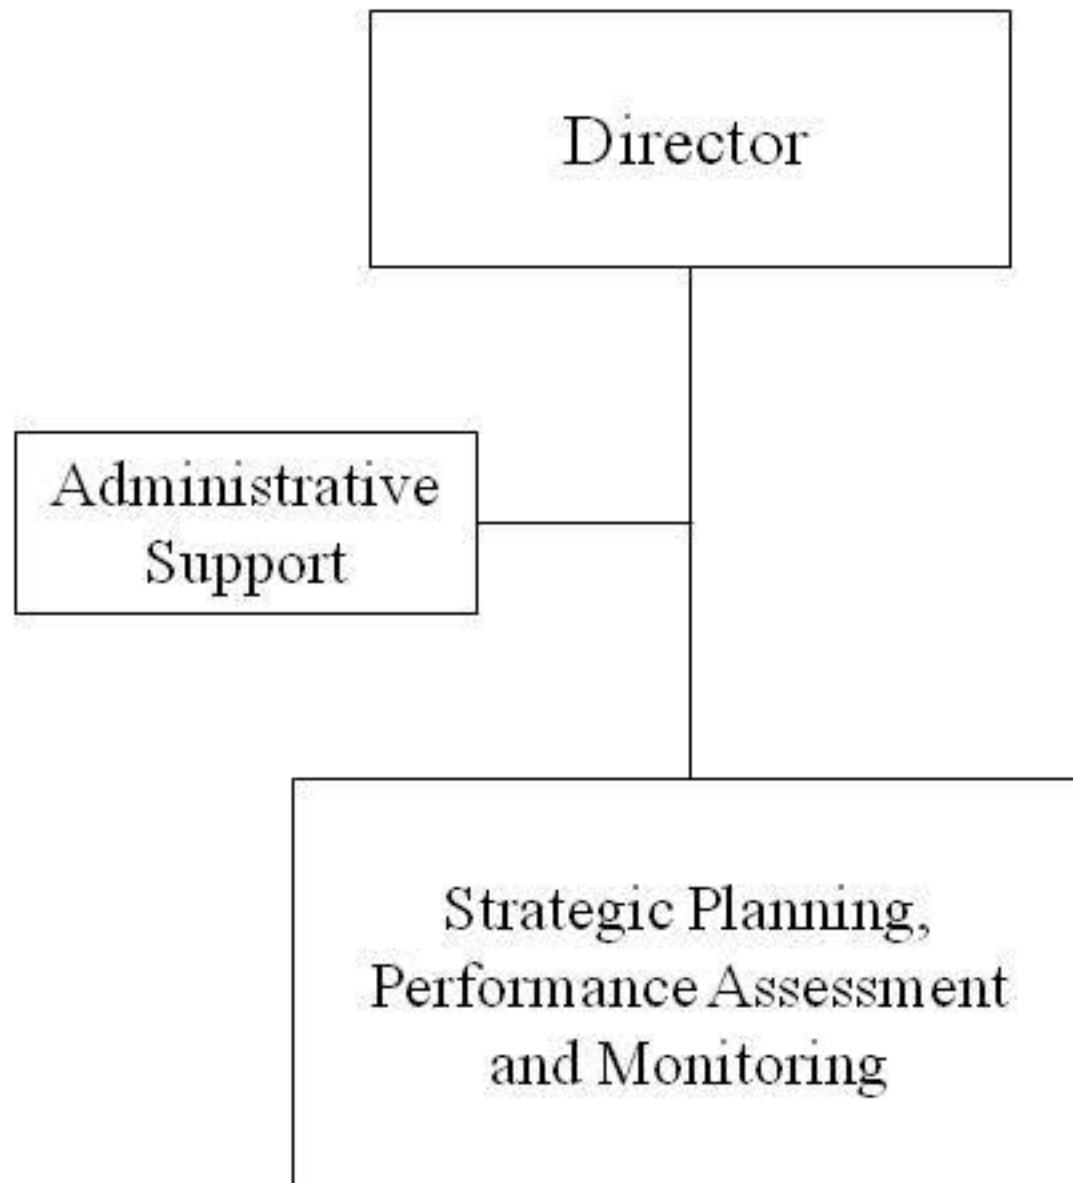 Director
Administrative
Support
Strategic Planning,
Performance Assessment
and Monitoring